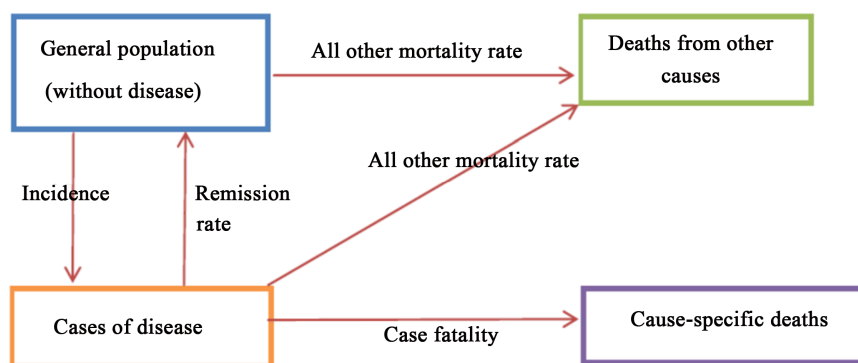 General population
(without disease)
All other mortality rate
Deaths from other
causes
All other mortality rate
Incidence
Remission
rate
Cases of disease
Case fatality
Cause-specific deaths